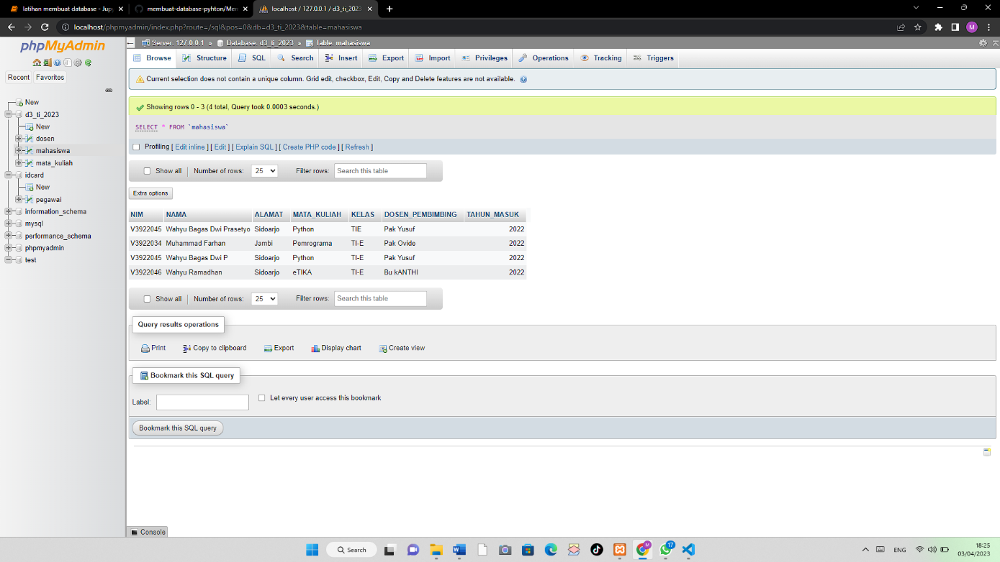 latihan membuat database - Jup
membuat-database-pyhton/Mer
localhost / 127.0.0.1 / d3_ti_2023
localhost/phpmyadmin/index.php?route=/sql&pos=0&db=d3_ti_2023&table=mahasiswa
M
phpMyAdmin
Recent Favorites
New
d3_ti_2023
New
dosen
mahasiswa
mata_kuliah
idcard
New
pegawai
information_schema
mysql
performance_schema
phpmyadmin
test
Server: 127.0.0.1 » Database: d3_ti_2023 » Table: mahasiswa
Browse Structure SQL Search Insert Export Import Privileges Operations Tracking Triggers
Current selection does not contain a unique column. Grid edit, checkbox, Edit, Copy and Delete features are not available.
Showing rows 0 - 3 (4 total, Query took 0.0003 seconds.)
SELECT * FROM `mahasiswa`
Profiling [ Edit inline ] [ Edit ] [ Explain SQL ] [ Create PHP code ] [ Refresh ]
Show all Number of rows: 25 Filter rows: Search this table
Extra options
NIM NAMA ALAMAT MATA_KULIAH KELAS DOSEN_PEMBIMBING TAHUN_MASUK
V3922045 Wahyu Bagas Dwi Prasetyo Sidoarjo Python TIE Pak Yusuf 2022
V3922034 Muhammad Farhan Jambi Pemrograma TI-E Pak Ovide 2022
V3922045 Wahyu Bagas Dwi P Sidoarjo Python TI-E Pak Yusuf 2022
V3922046 Wahyu Ramadhan Sidoarjo eTIKA TI-E Bu kANTHI 2022
Show all Number of rows: 25 Filter rows: Search this table
Query results operations
Print Copy to clipboard Export Display chart Create view
Bookmark this SQL query
Label: Let every user access this bookmark
Bookmark this SQL query
Console
Search
M
17
ENG
18:25
03/04/2023